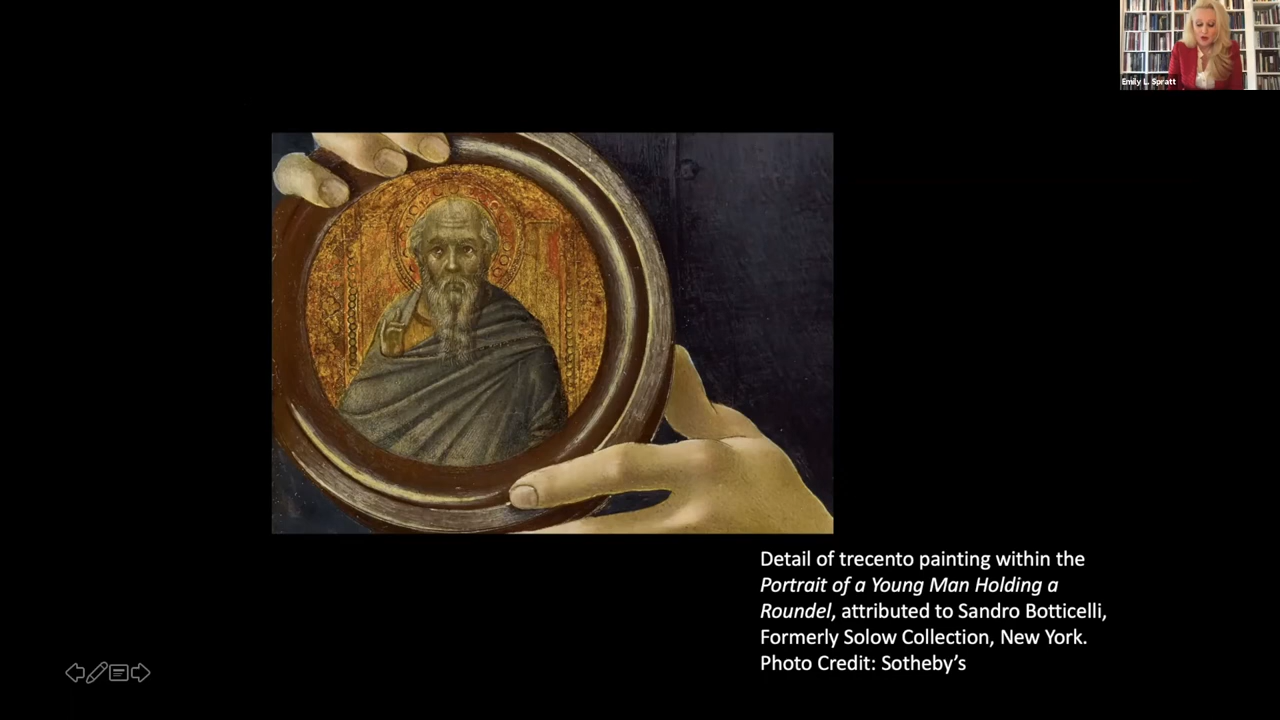 Emily L. Spratt
Detail of trecento painting within the
Portrait of a Young Man Holding a
Roundel, attributed to Sandro Botticelli,
Formerly Solow Collection, New York.
Photo Credit: Sotheby’s